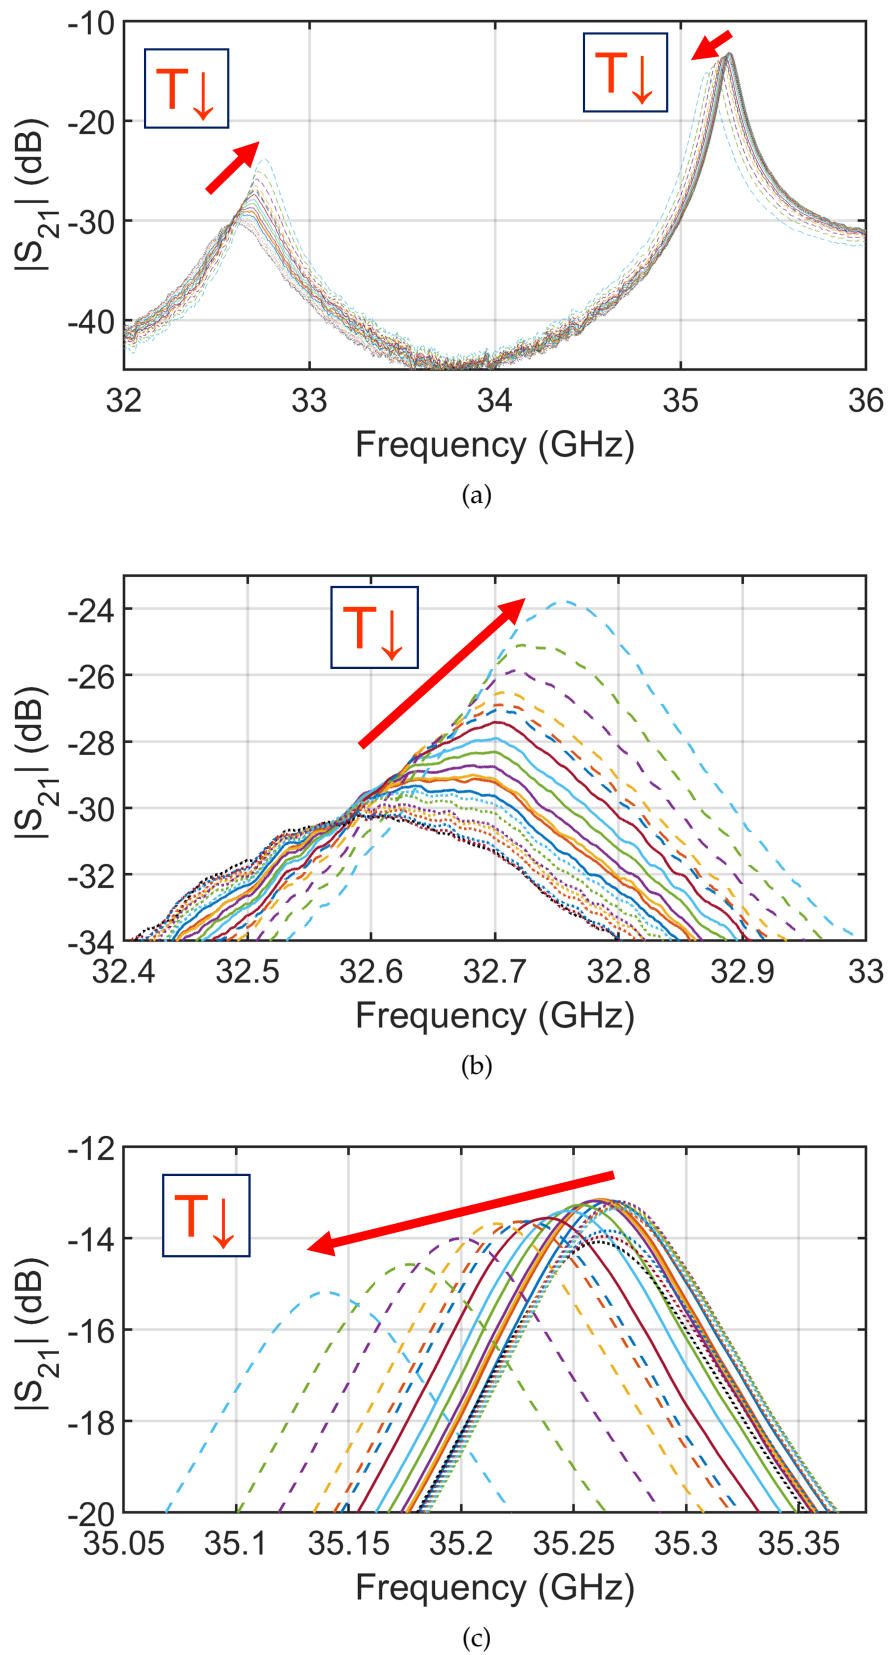 -10
-20
-30
-40
|S21| (dB)
T↓
T↓
32 33 34 35 36
Frequency (GHz)
(a)
-24
-26
-28
-30
-32
-34
|S21| (dB)
T↓
32.4 32.5 32.6 32.7 32.8 32.9 33
Frequency (GHz)
(b)
-12
-14
-16
-18
-20
|S21| (dB)
T↓
35.05 35.1 35.15 35.2 35.25 35.3 35.35
Frequency (GHz)
(c)